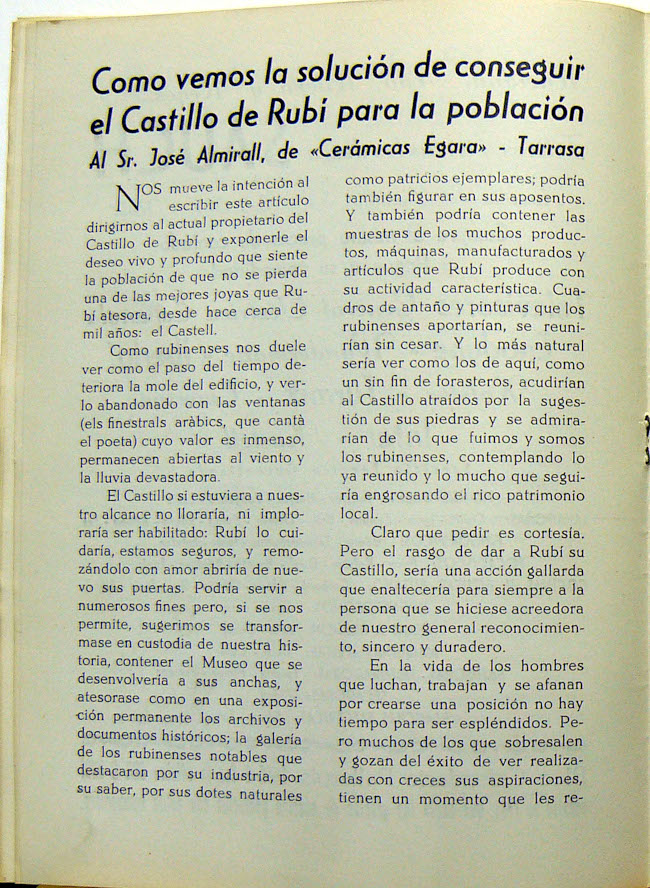 Como vemos la solución de conseguir
el Castillo de Rubí para la población
Al Sr. José Almirall, de «Cerámicas Egara» - Tarrasa
NOS mueve la intención al
escribir este artículo
dirigirnos al actual propietario del
Castillo de Rubí y exponerle el
deseo vivo y profundo que siente
la población de que no se pierda
una de las mejores joyas que Ru-
bí atesora, desde hace cerca de
mil años: el Castell.
Como rubinenses nos duele
ver como el paso del tiempo de-
teriora la mole del edificio, y ver-
lo abandonado con las ventanas
(els finestrals aràbics, que cantà
el poeta) cuyo valor es inmenso,
permanecen abiertas al viento y
la lluvia devastadora.
El Castillo si estuviera a nues-
tro alcance no lloraría, ni implo-
raría ser habilitado: Rubí lo cui-
daría, estamos seguros, y remo-
zándolo con amor abriría de nue-
vo sus puertas. Podría servir a
numerosos fines pero, si se nos
permite, sugerimos se transfor-
mase en custodia de nuestra his-
toria, contener el Museo que se
desenvolvería a sus anchas, y
atesorase como en una exposi-
ción permanente los archivos y
documentos históricos; la galería
de los rubinenses notables que
destacaron por su industria, por
su saber, por sus dotes naturales
como patricios ejemplares; podría
también figurar en sus aposentos.
Y también podría contener las
muestras de los muchos produc-
tos, máquinas, manufacturados y
artículos que Rubí produce con
su actividad característica. Cua-
dros de antaño y pinturas que los
rubinenses aportarían, se reuni-
rían sin cesar. Y lo más natural
sería ver como los de aquí, como
un sin fin de forasteros, acudirían
al Castillo atraídos por la suges-
tión de sus piedras y se admira-
rían de lo que fuimos y somos
los rubinenses, contemplando lo
ya reunido y lo mucho que segui-
ría engrosando el rico patrimonio
local.
Claro que pedir es cortesía.
Pero el rasgo de dar a Rubí su
Castillo, sería una acción gallarda
que enaltecería para siempre a la
persona que se hiciese acreedora
de nuestro general reconocimien-
to, sincero y duradero.
En la vida de los hombres
que luchan, trabajan y se afanan
por crearse una posición no hay
tiempo para ser espléndidos. Pe-
ro muchos de los que sobresalen
y gozan del éxito de ver realiza-
das con creces sus aspiraciones,
tienen un momento que les re-